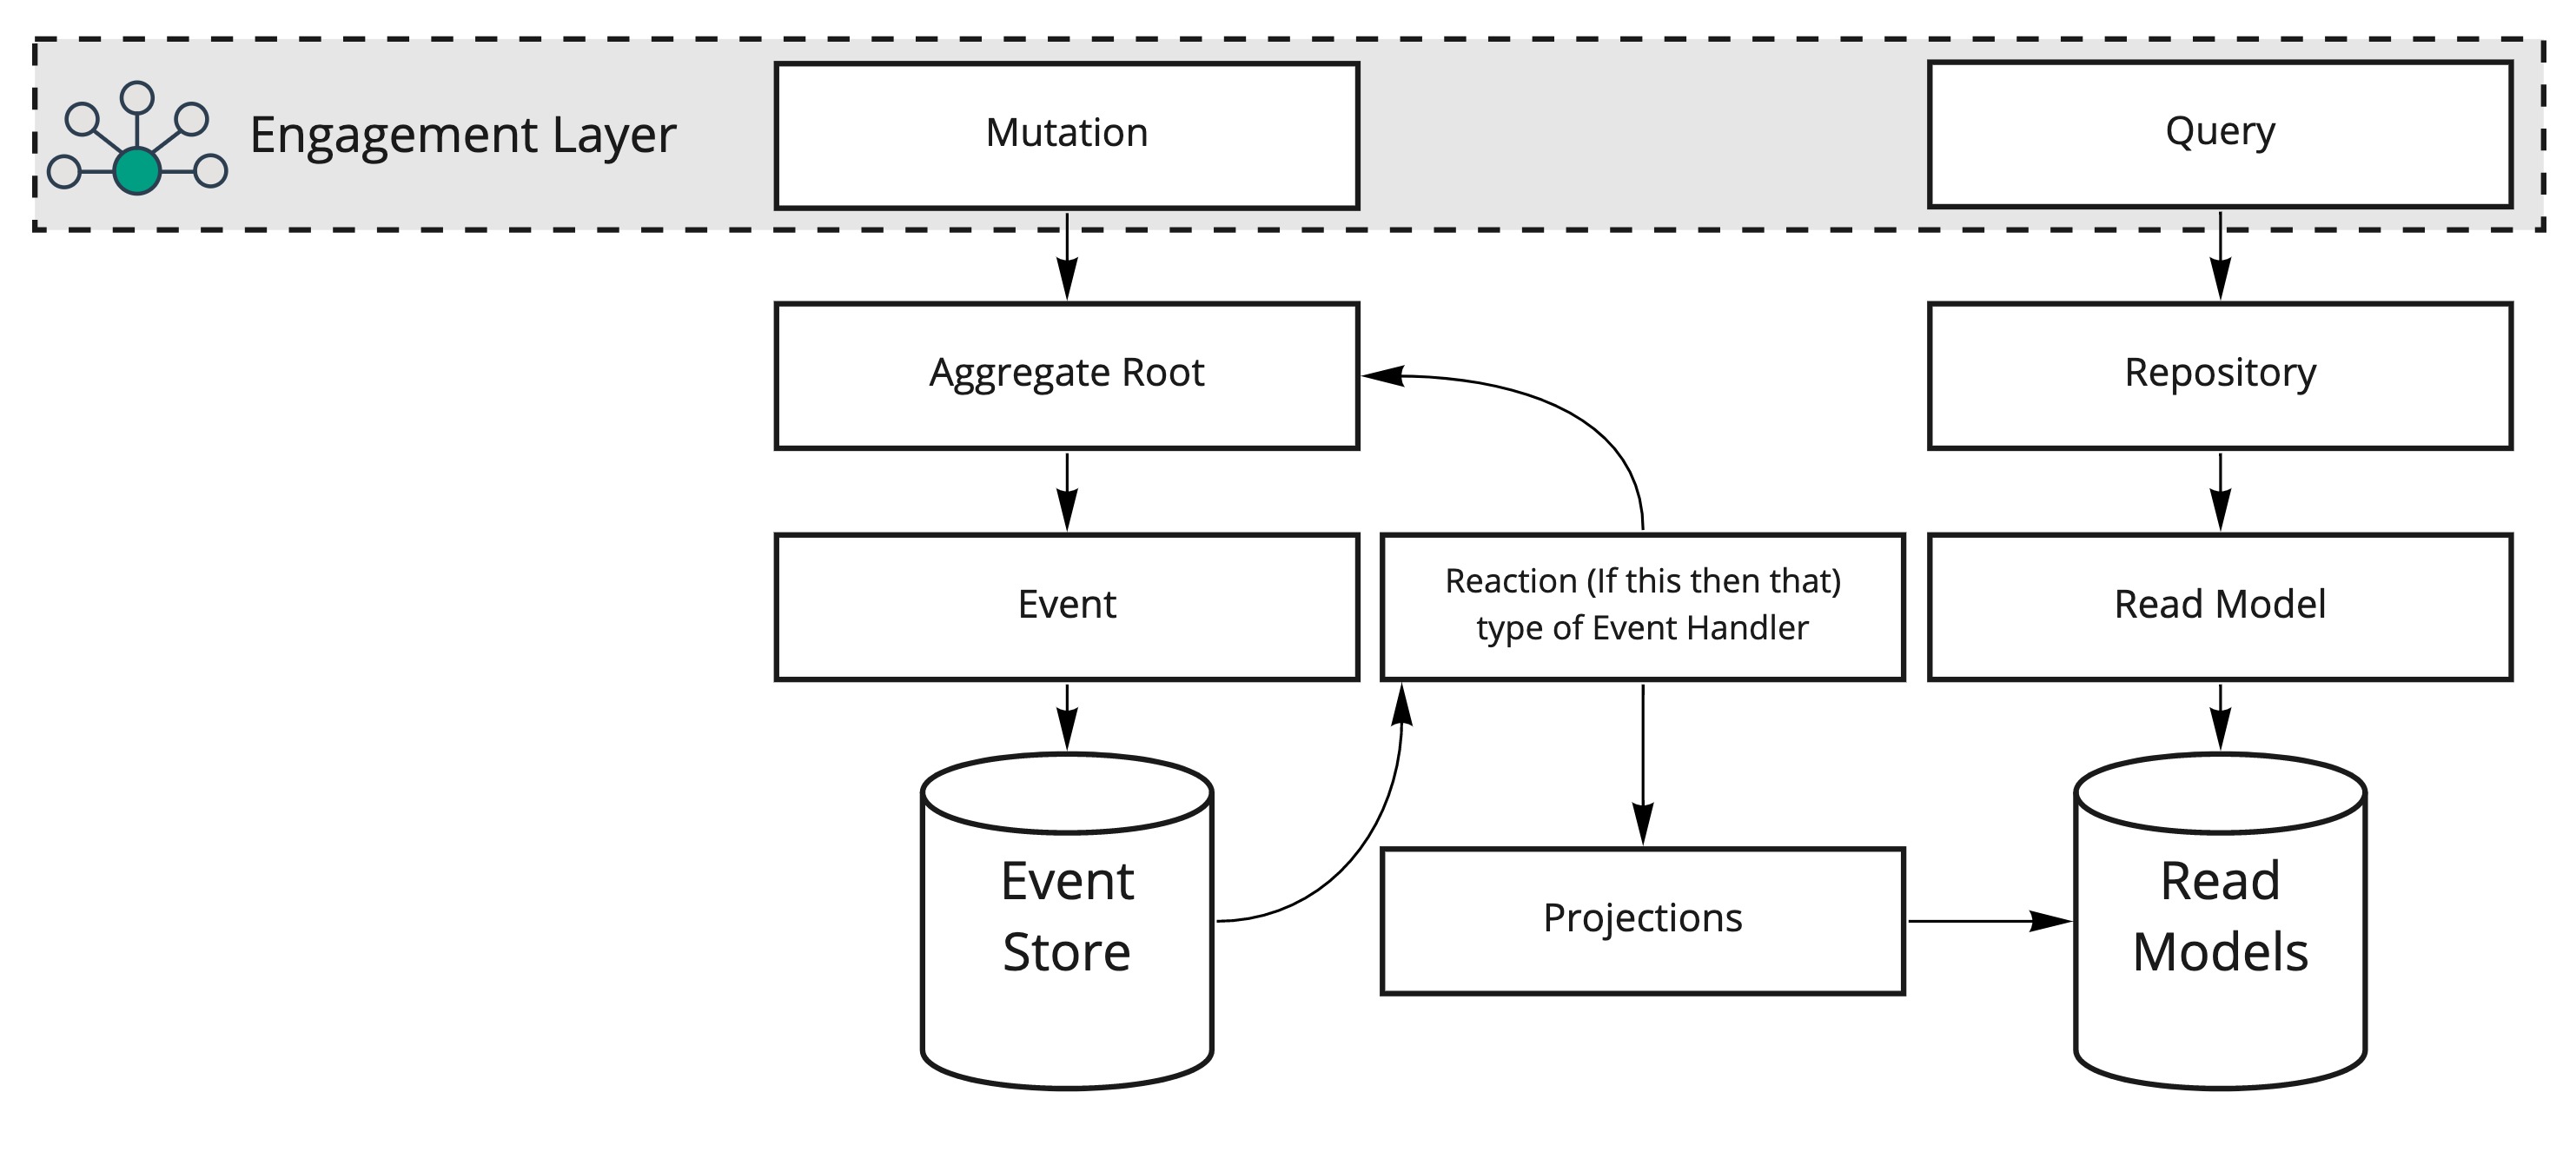 Engagement Layer
Mutation
Query
Aggregate Root
Repository
Event
Reaction (If this then that)
type of Event Handler
Read Model
Event
Store
Projections
Read
Models